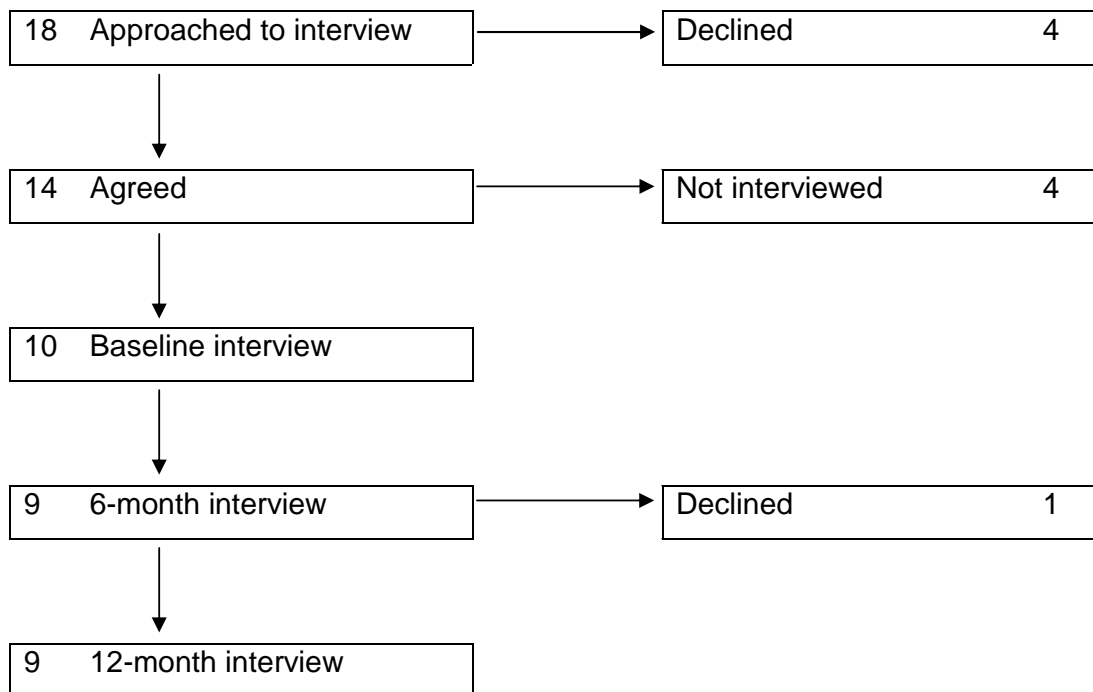 18 Approached to interview
Declined 4
14 Agreed
Not interviewed 4
10 Baseline interview
9 6-month interview
Declined 1
9 12-month interview